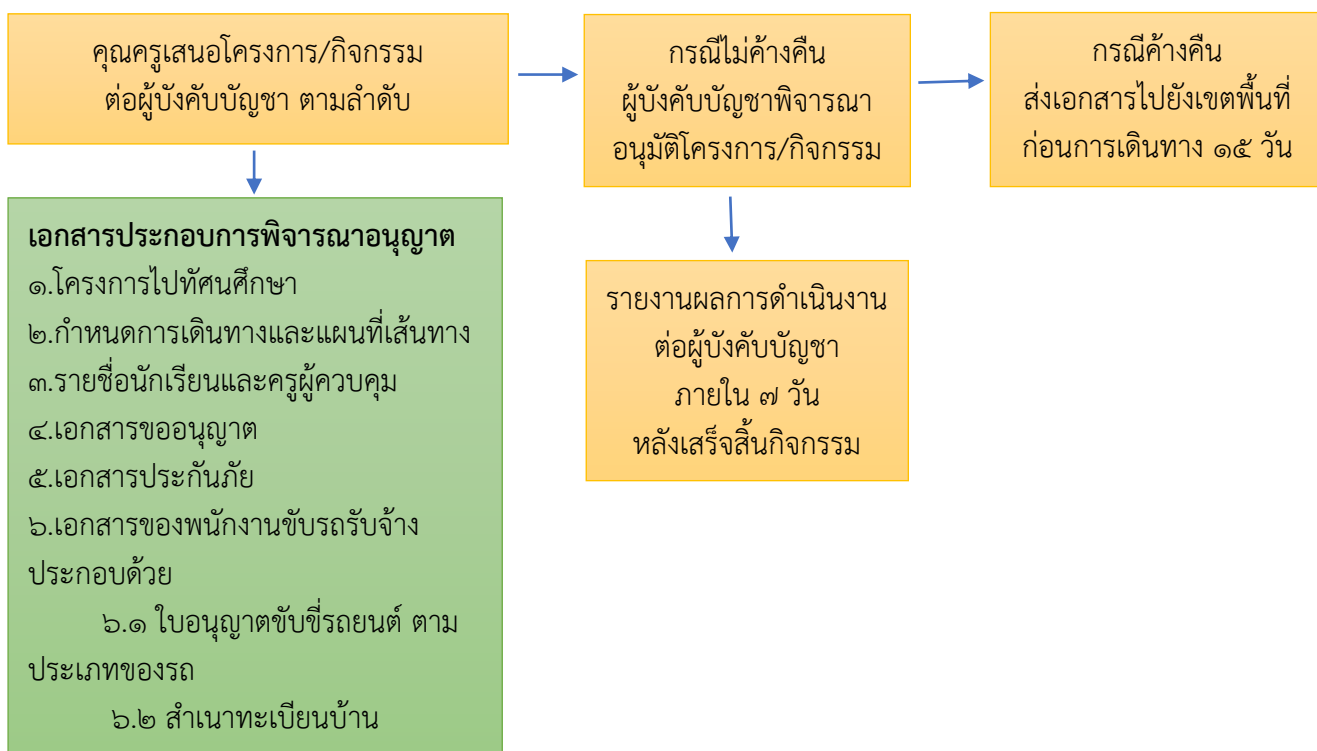 คุณครูเสนอโครงการ/กิจกรรม
ต่อผู้บังคับบัญชา ตามลำดับ
กรณีไม่ค้างคืน
ผู้บังคับบัญชาพิจารณา
อนุมัติโครงการ/กิจกรรม
กรณีค้างคืน
ส่งเอกสารไปยังเขตพื้นที่
ก่อนการเดินทาง ๑๕ วัน
เอกสารประกอบการพิจารณาอนุญาต
๑.โครงการไปทัศนศึกษา
๒.กำหนดการเดินทางและแผนที่เส้นทาง
๓.รายชื่อนักเรียนและครูผู้ควบคุม
๔.เอกสารขออนุญาต
๕.เอกสารประกันภัย
๖.เอกสารของพนักงานขับรถรับจ้าง
ประกอบด้วย
๖.๑ ใบอนุญาตขับขี่รถยนต์ ตาม
ประเภทของรถ
๖.๒ สำเนาทะเบียนบ้าน
รายงานผลการดำเนินงาน
ต่อผู้บังคับบัญชา
ภายใน ๗ วัน
หลังเสร็จสิ้นกิจกรรม